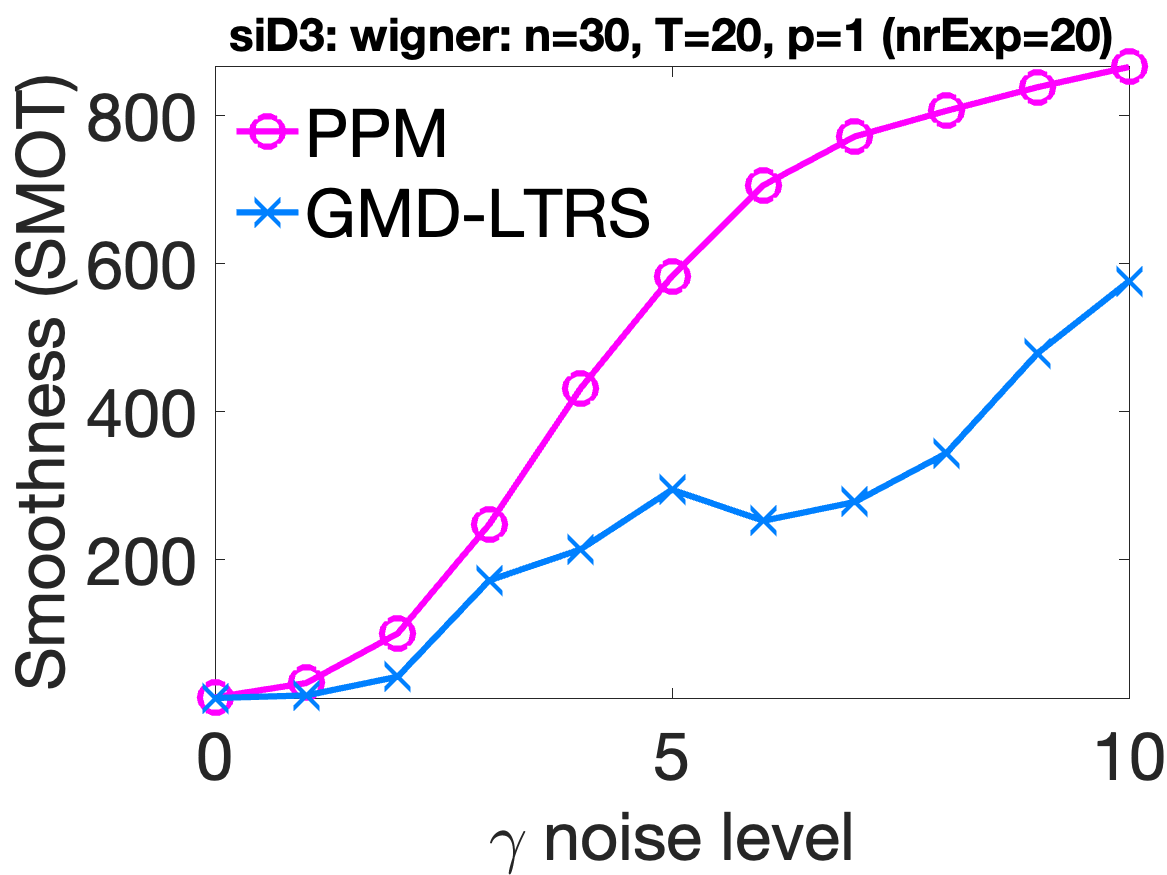 siD3: wigner: n=30, T=20, p=1 (nrExp=20)
Smoothness (SMOT)
800
600
400
200
PPM
GMD-LTRS
0
5
10
γ noise level